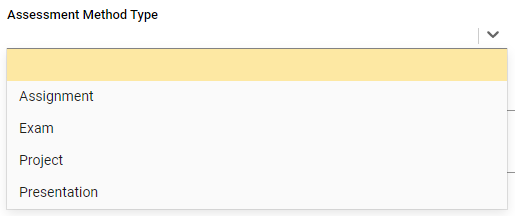 Assessment Method Type
Assignment
Exam
Project
Presentation